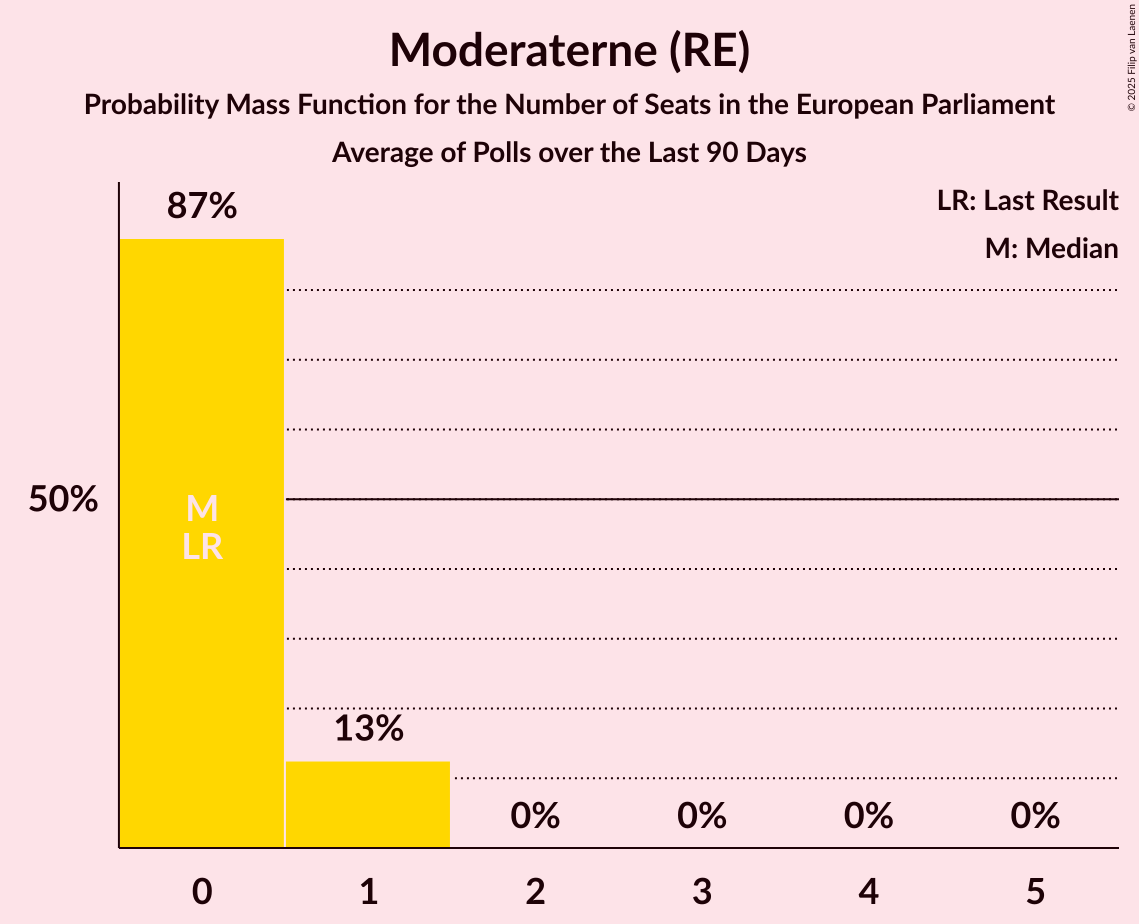 Moderaterne (RE)
Probability Mass Function for the Number of Seats in the European Parliament
Average of Polls over the Last 90 Days
© 2025 Filip van Laenen
LR: Last Result
M: Median
87%
50%
M
LR
13%
0%
0%
0%
0%
0
1
2
3
4
5